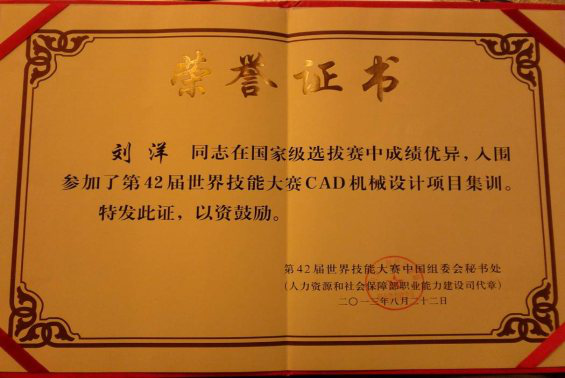 荣誉证书
刘洋 同志在国家级选拔赛中成绩优异，入围
参加了第42届世界技能大赛CAD机械设计项目集训。
特发此证，以资鼓励。
第42届世界技能大赛中国组委会秘书处
（人力资源和社会保障部职业能力建设司代章）
二〇一三年八月二十二日